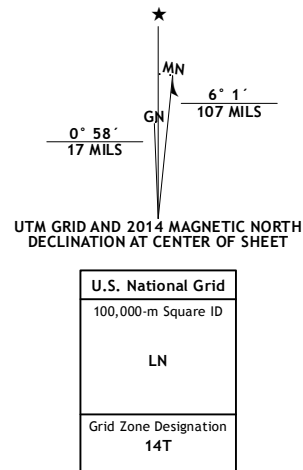 ★
MN
GN
6° 1´
107 MILS
0° 58´
17 MILS
UTM GRID AND 2014 MAGNETIC NORTH
DECLINATION AT CENTER OF SHEET
U.S. National Grid
100,000-m Square ID
LN
Grid Zone Designation
14T